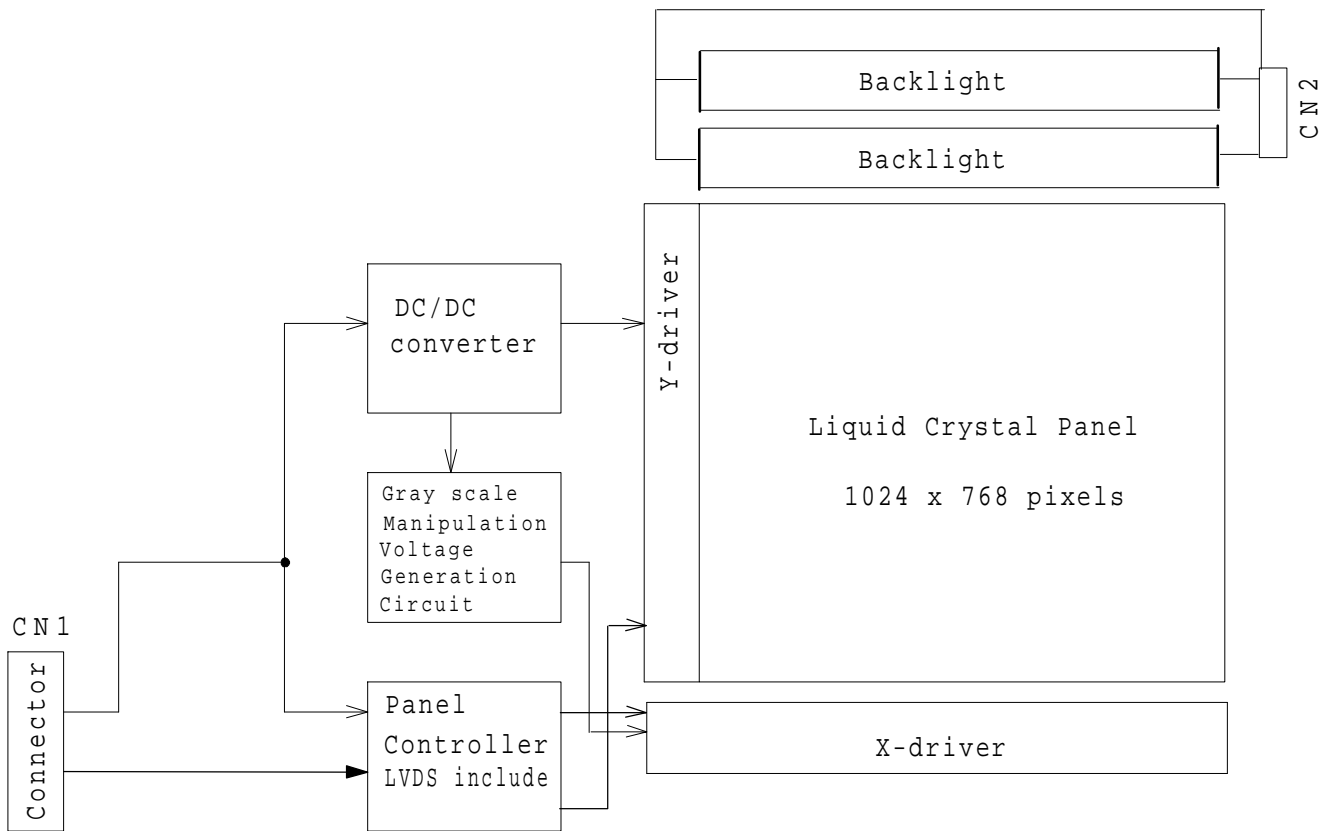 Backlight
CN2
Backlight
Y-driver
DC/DC
converter
Liquid Crystal Panel
1024 x 768 pixels
Gray scale
Manipulation
Voltage
Generation
Circuit
CN1
Connector
Panel
Controller
LVDS include
X-driver